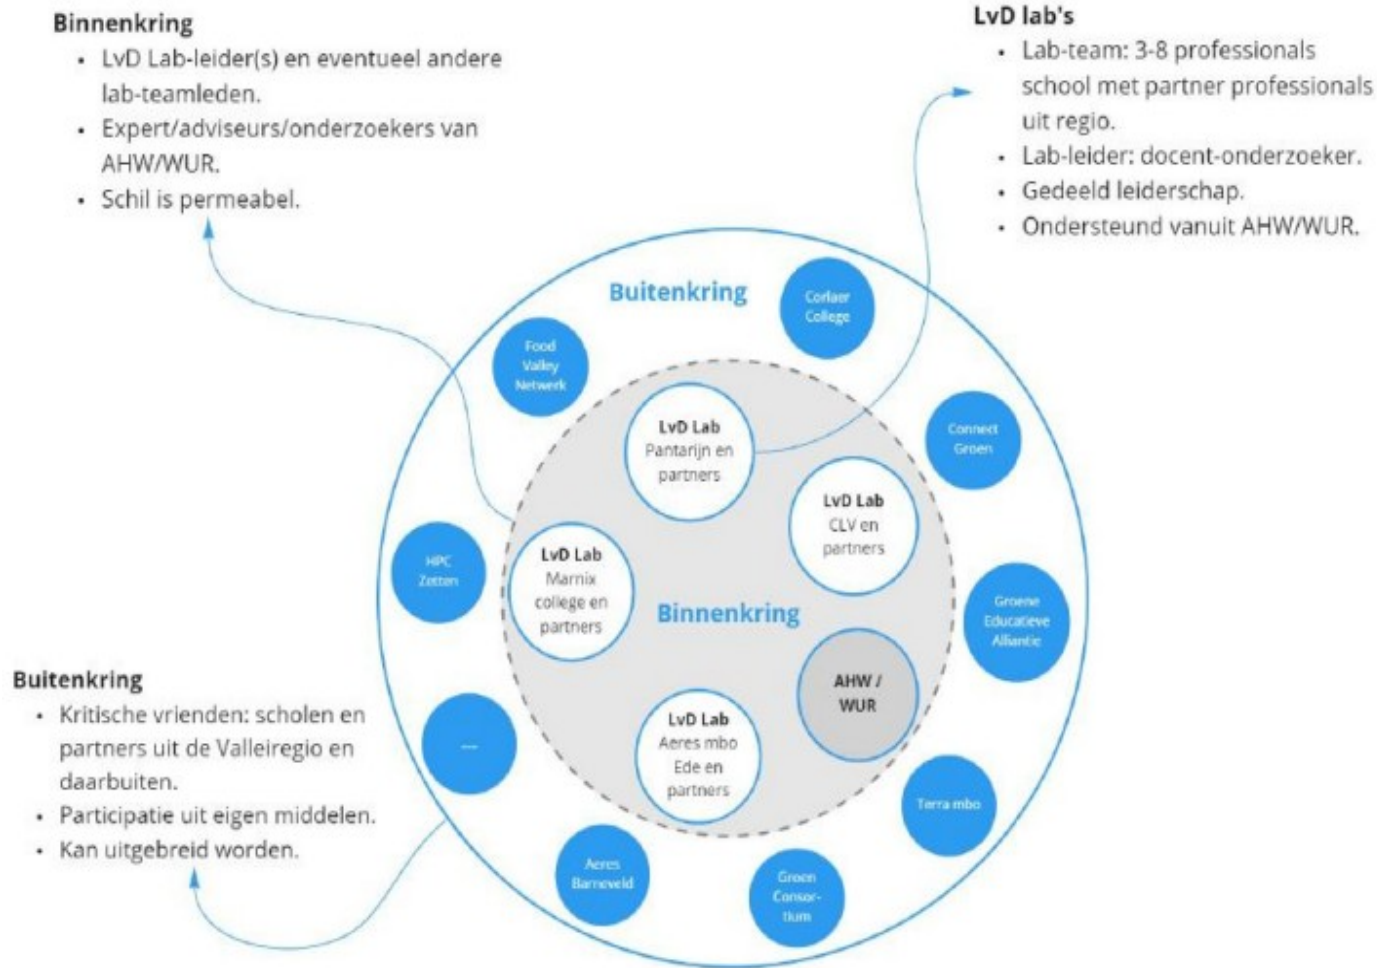 Binnenkring
• LvD Lab-leider(s) en eventueel andere
lab-teamleden.
• Expert/adviseurs/onderzoekers van
AHW/WUR.
• Schil is permeabel.
LvD lab's
• Lab-team: 3-8 professionals
school met partner professionals
uit regio.
• Lab-leider: docent-onderzoeker.
• Gedeeld leiderschap.
• Ondersteund vanuit AHW/WUR.
Buitenkring
Corlaer
College
Food
Valley
Netwerk
Connect
Groen
LvD Lab
Pantarijn en
partners
LvD Lab
CLV en
partners
HPC
Zetten
LvD Lab
Marnix
college en
partners
Binnenkring
Groene
Educatieve
Alliantie
AHW /
WUR
LvD Lab
Aeres mbo
Ede en
partners
Buitenkring
• Kritische vrienden: scholen en
partners uit de Valleiregio en
daarbuiten.
• Participatie uit eigen middelen.
• Kan uitgebreid worden.
---
Terra mbo
Aeres
Barneveld
Groen
Consor-
tium